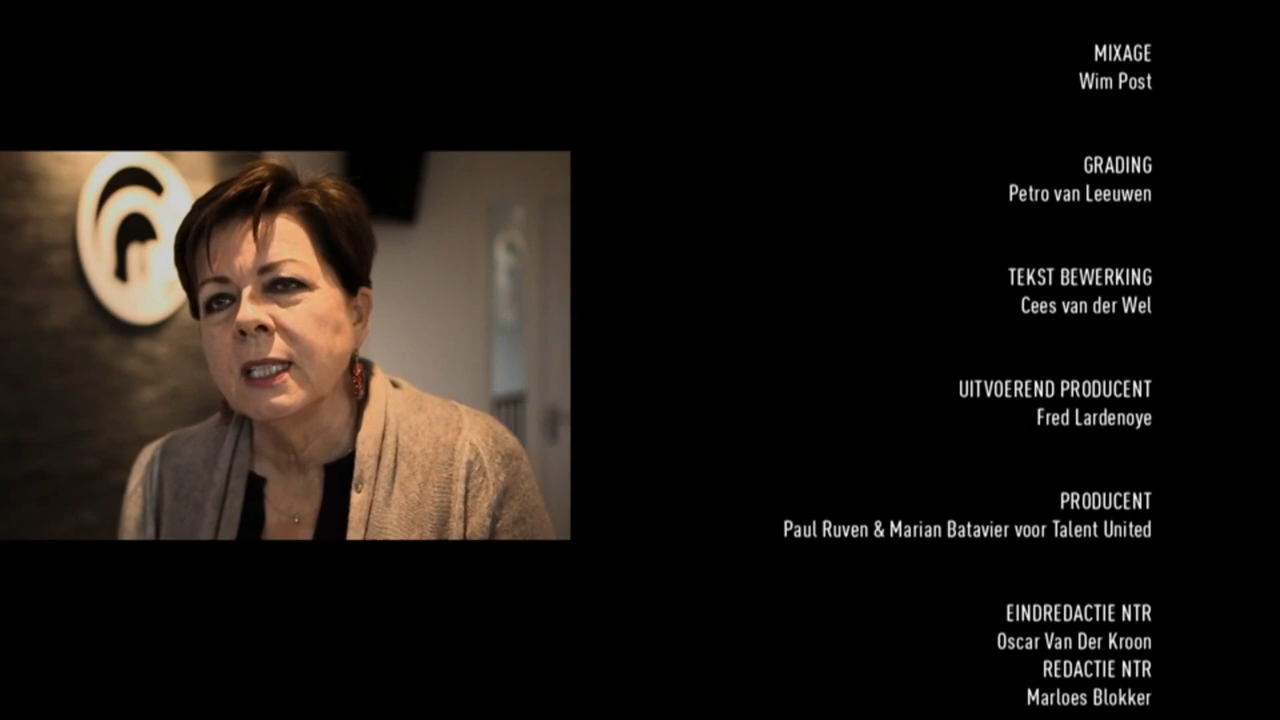 MIXAGE
Wim Post
GRADING
Petro van Leeuwen
TEKST BEWERKING
Cees van der Wel
UITVOEREND PRODUCENT
Fred Lardenoye
PRODUCENT
Paul Ruven & Marian Batavier voor Talent United
EINDREDACTIE NTR
Oscar Van Der Kroon
REDACTIE NTR
Marloes Blokker